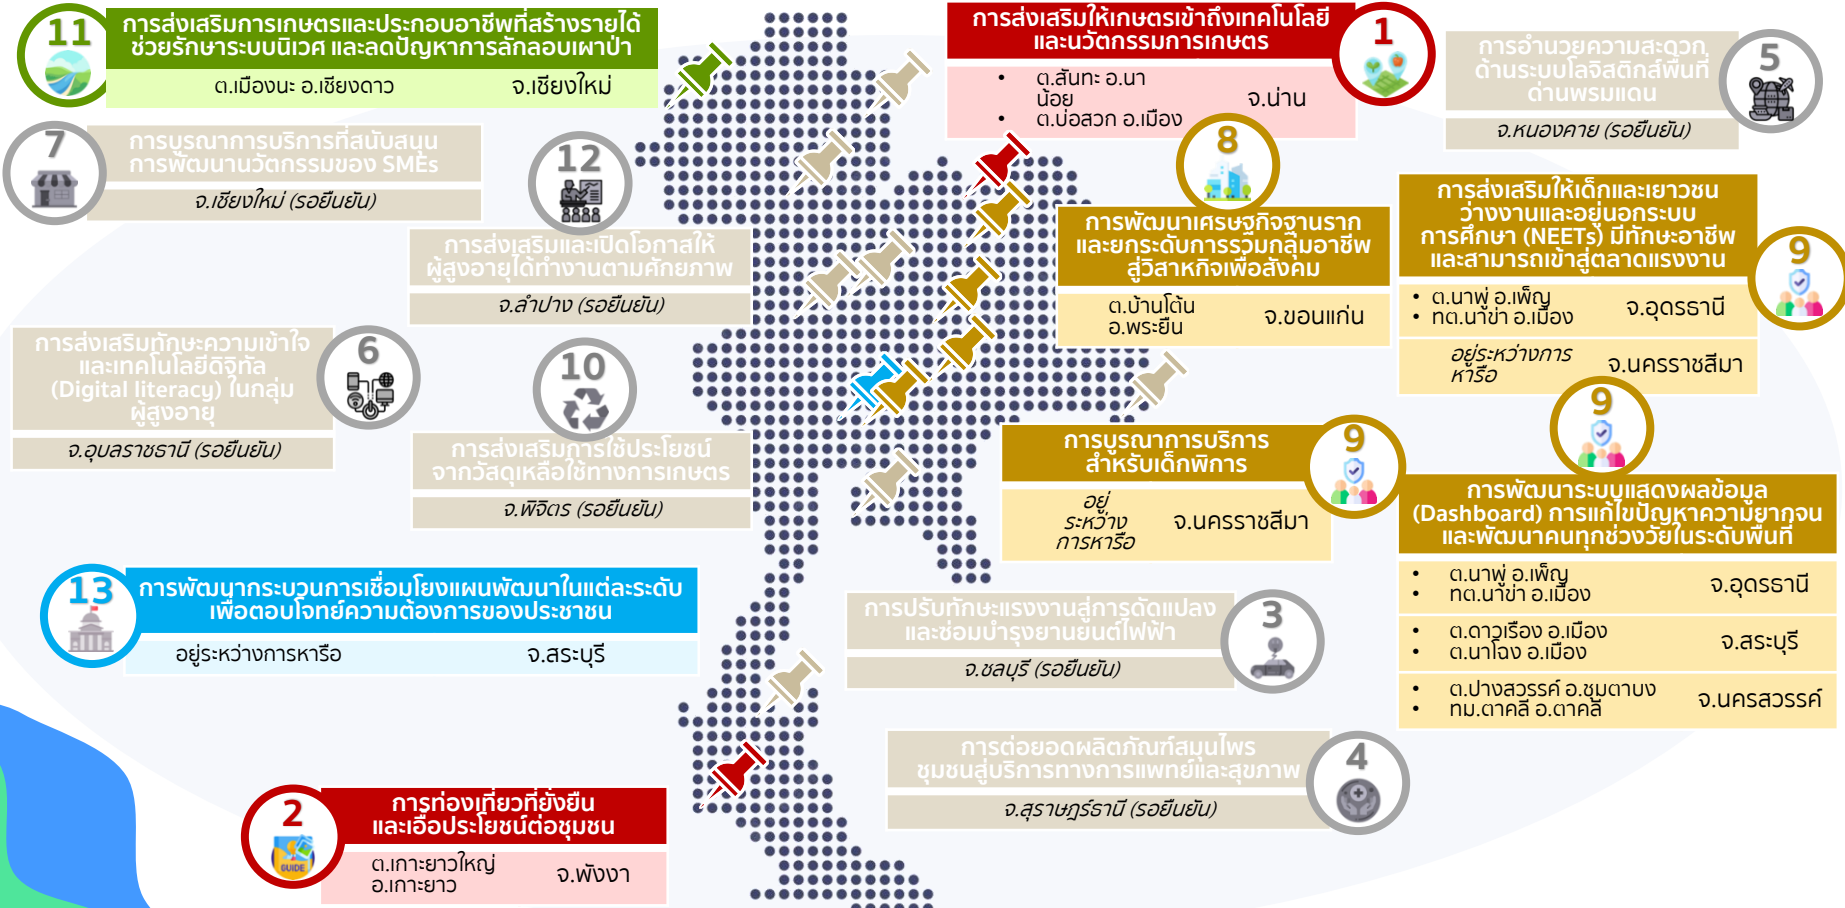 11
การส่งเสริมการเกษตรและประกอบอาชีพที่สร้างรายได้
ช่วยรักษาระบบนิเวศ และลดปัญหาการลักลอบเผาป่า
ต.เมืองนะ อ.เชียงดาว จ.เชียงใหม่
การส่งเสริมให้เกษตรเข้าถึงเทคโนโลยี
และนวัตกรรมการเกษตร
1
• ต.สันทะ อ.นา
น้อย
• ต.บ่อสวก อ.เมือง
จ.น่าน
การอำนวยความสะดวก
ด้านระบบโลจิสติกส์พื้นที่
ด่านพรมแดน
5
จ.หนองคาย (รอยืนยัน)
7
การบูรณาการบริการที่สนับสนุน
การพัฒนานวัตกรรมของ SMEs
จ.เชียงใหม่ (รอยืนยัน)
12
การส่งเสริมและเปิดโอกาสให้
ผู้สูงอายุได้ทำงานตามศักยภาพ
จ.ลำปาง (รอยืนยัน)
8
การพัฒนาเศรษฐกิจฐานราก
และยกระดับการรวมกลุ่มอาชีพ
สู่วิสาหกิจเพื่อสังคม
ต.บ้านโต้น
อ.พระยืน
จ.ขอนแก่น
การส่งเสริมให้เด็กและเยาวชน
ว่างงานและอยู่นอกระบบ
การศึกษา (NEETs) มีทักษะอาชีพ
และสามารถเข้าสู่ตลาดแรงงาน
9
• ต.นาพู่ อ.เพ็ญ
• ทต.นาข่า อ.เมือง
จ.อุดรธานี
อยู่ระหว่างการ
หารือ
จ.นครราชสีมา
การส่งเสริมทักษะความเข้าใจ
และเทคโนโลยีดิจิทัล
(Digital literacy) ในกลุ่ม
ผู้สูงอายุ
6
จ.อุบลราชธานี (รอยืนยัน)
10
การส่งเสริมการใช้ประโยชน์
จากวัสดุเหลือใช้ทางการเกษตร
จ.พิจิตร (รอยืนยัน)
การบูรณาการบริการ
สำหรับเด็กพิการ
9
อยู่
ระหว่าง
การหารือ
จ.นครราชสีมา
9
การพัฒนาระบบแสดงผลข้อมูล
(Dashboard) การแก้ไขปัญหาความยากจน
และพัฒนาคนทุกช่วงวัยในระดับพื้นที่
• ต.นาพู่ อ.เพ็ญ
• ทต.นาข่า อ.เมือง
จ.อุดรธานี
• ต.ดาวเรือง อ.เมือง
• ต.นาโฉง อ.เมือง
จ.สระบุรี
• ต.ปางสวรรค์ อ.ชุมตาบง
• ทม.ตาคลี อ.ตาคลี
จ.นครสวรรค์
13
การพัฒนากระบวนการเชื่อมโยงแผนพัฒนาในแต่ละระดับ
เพื่อตอบโจทย์ความต้องการของประชาชน
อยู่ระหว่างการหารือ จ.สระบุรี
การปรับทักษะแรงงานสู่การดัดแปลง
และซ่อมบำรุงยานยนต์ไฟฟ้า
3
จ.ชลบุรี (รอยืนยัน)
การต่อยอดผลิตภัณฑ์สมุนไพร
ชุมชนสู่บริการทางการแพทย์และสุขภาพ
4
จ.สุราษฎร์ธานี (รอยืนยัน)
2
GUIDE
การท่องเที่ยวที่ยั่งยืน
และเอื้อประโยชน์ต่อชุมชน
ต.เกาะยาวใหญ่
อ.เกาะยาว
จ.พังงา